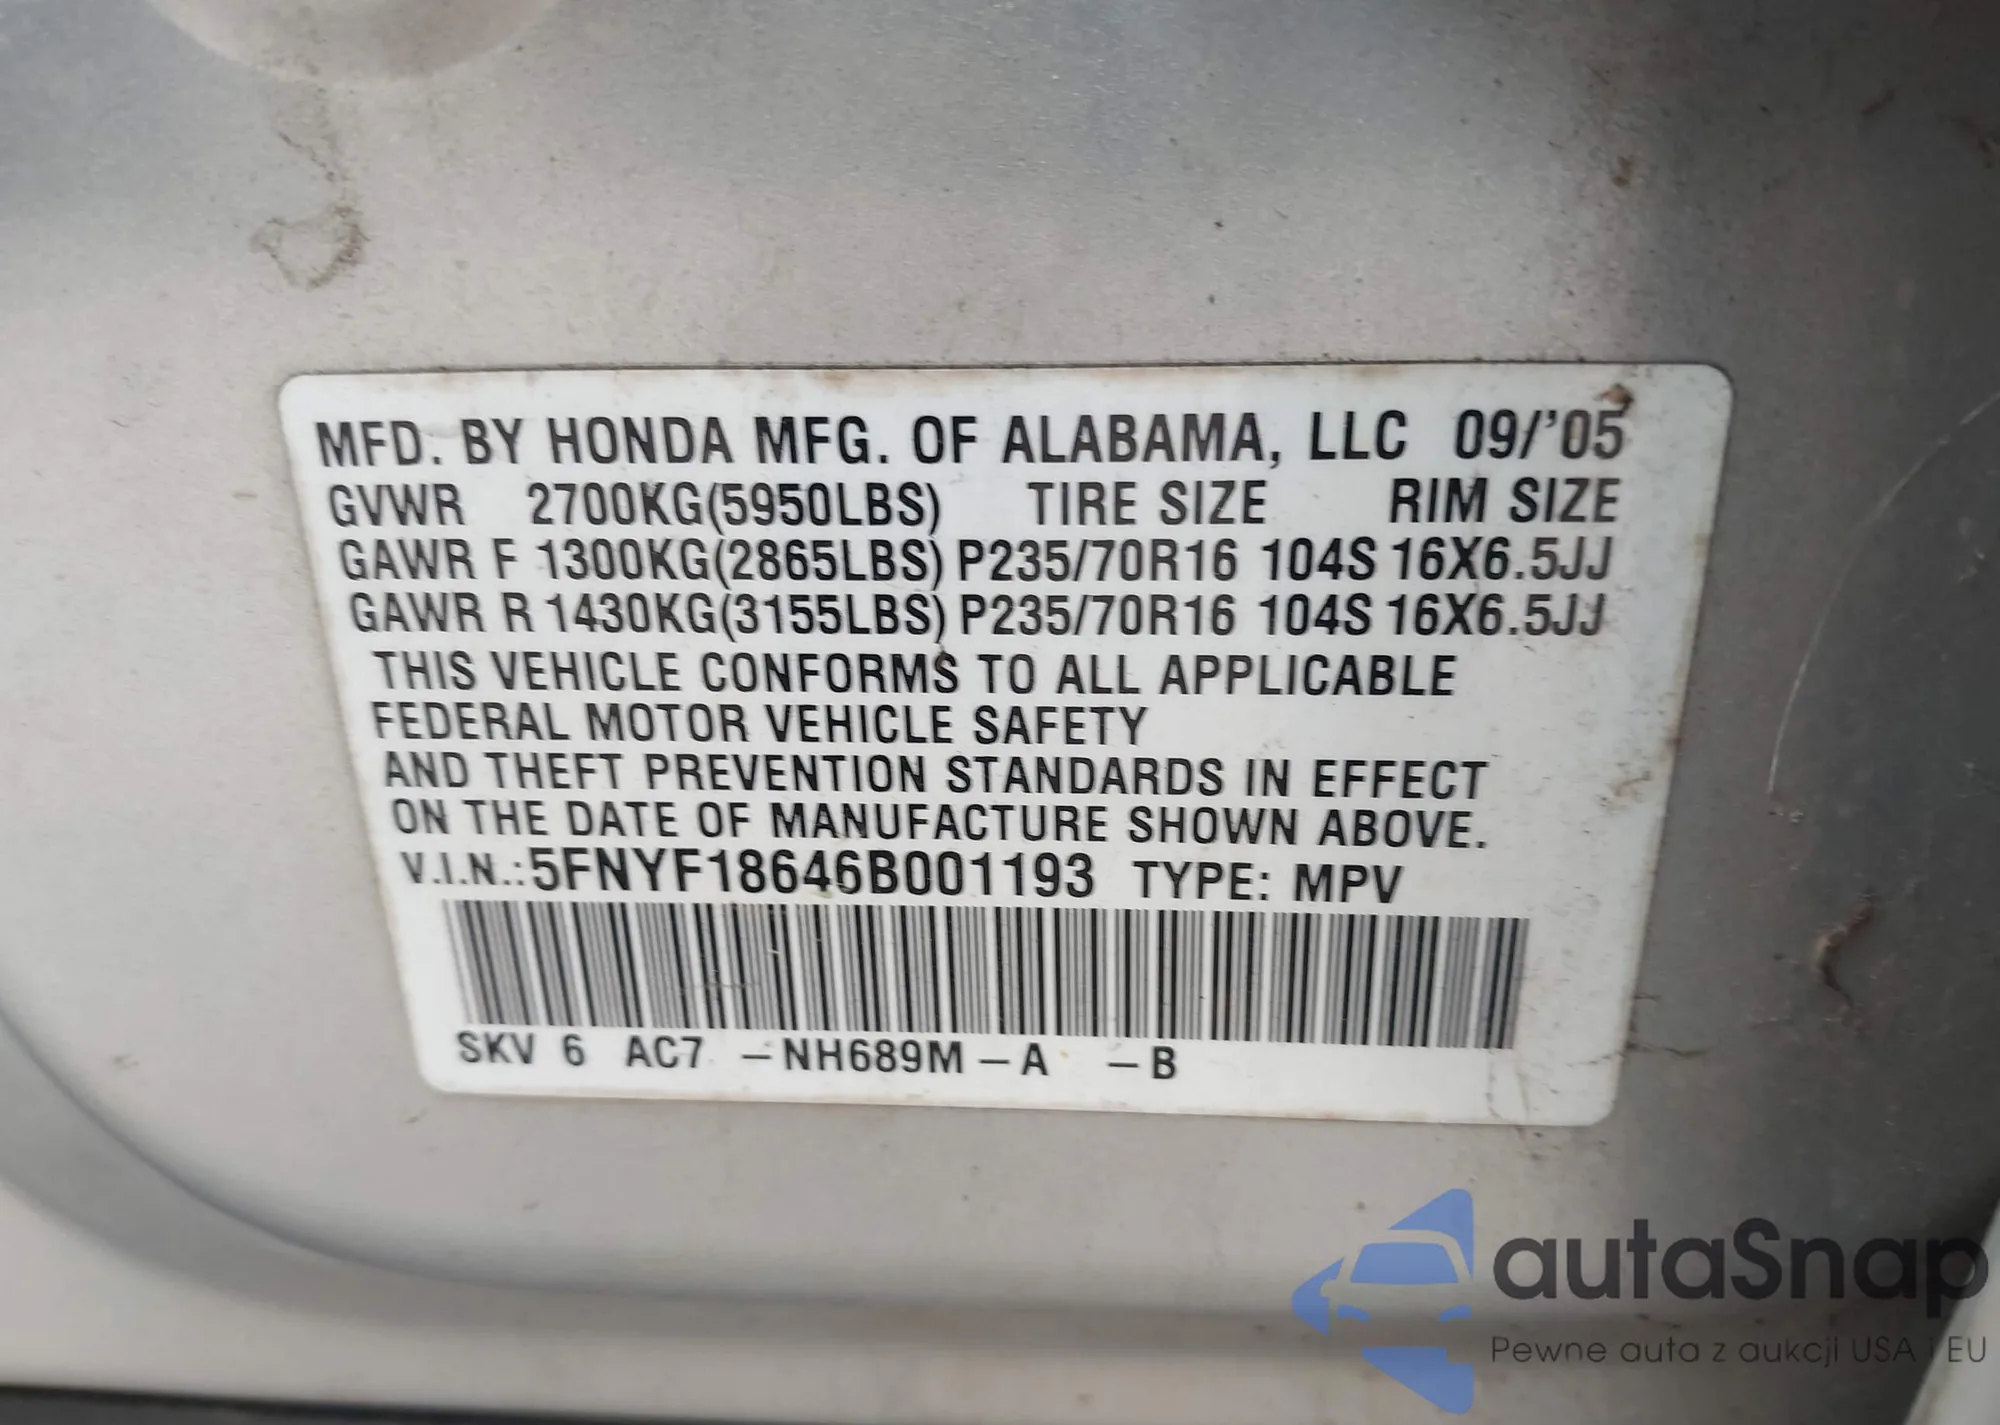 MFD. BY HONDA MFG. OF ALABAMA, LLC 09/'05
GVWR 2700KG(5950LBS) TIRE SIZE RIM SIZE
GAWR F 1300KG(2865LBS) P235/70R16 104S 16X6.5JJ
GAWR R 1430KG(3155LBS) P235/70R16 104S 16X6.5JJ
THIS VEHICLE CONFORMS TO ALL APPLICABLE
FEDERAL MOTOR VEHICLE SAFETY
AND THEFT PREVENTION STANDARDS IN EFFECT
ON THE DATE OF MANUFACTURE SHOWN ABOVE.
V.I.N.:5FNYF18646B001193 TYPE: MPV
SKV 6 AC7 -NH689M-A -B
autaSnap
Pewne auta z aukcji USA i EU